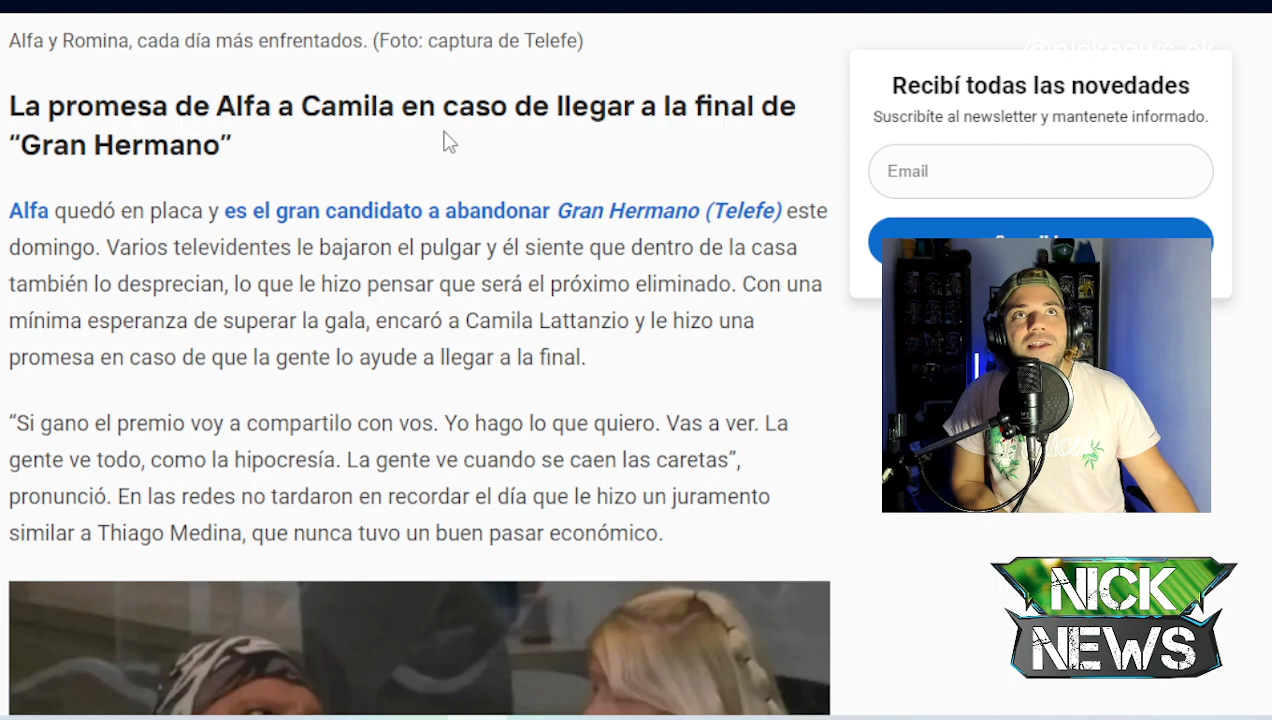 Alfa y Romina, cada día más enfrentados. (Foto: captura de Telefe)
La promesa de Alfa a Camila en caso de llegar a la final de
“Gran Hermano”
Alfa quedó en placa y es el gran candidato a abandonar Gran Hermano (Telefe) este
domingo. Varios televidentes le bajaron el pulgar y él siente que dentro de la casa
también lo desprecian, lo que le hizo pensar que será el próximo eliminado. Con una
mínima esperanza de superar la gala, encaró a Camila Lattanzio y le hizo una
promesa en caso de que la gente lo ayude a llegar a la final.
“Si gano el premio voy a compartilo con vos. Yo hago lo que quiero. Vas a ver. La
gente ve todo, como la hipocresía. La gente ve cuando se caen las caretas”,
pronunció. En las redes no tardaron en recordar el día que le hizo un juramento
similar a Thiago Medina, que nunca tuvo un buen pasar económico.
@nicknews.ok
Recibí todas las novedades
Suscribíte al newsletter y mantenete informado.
Email
NICK
NEWS